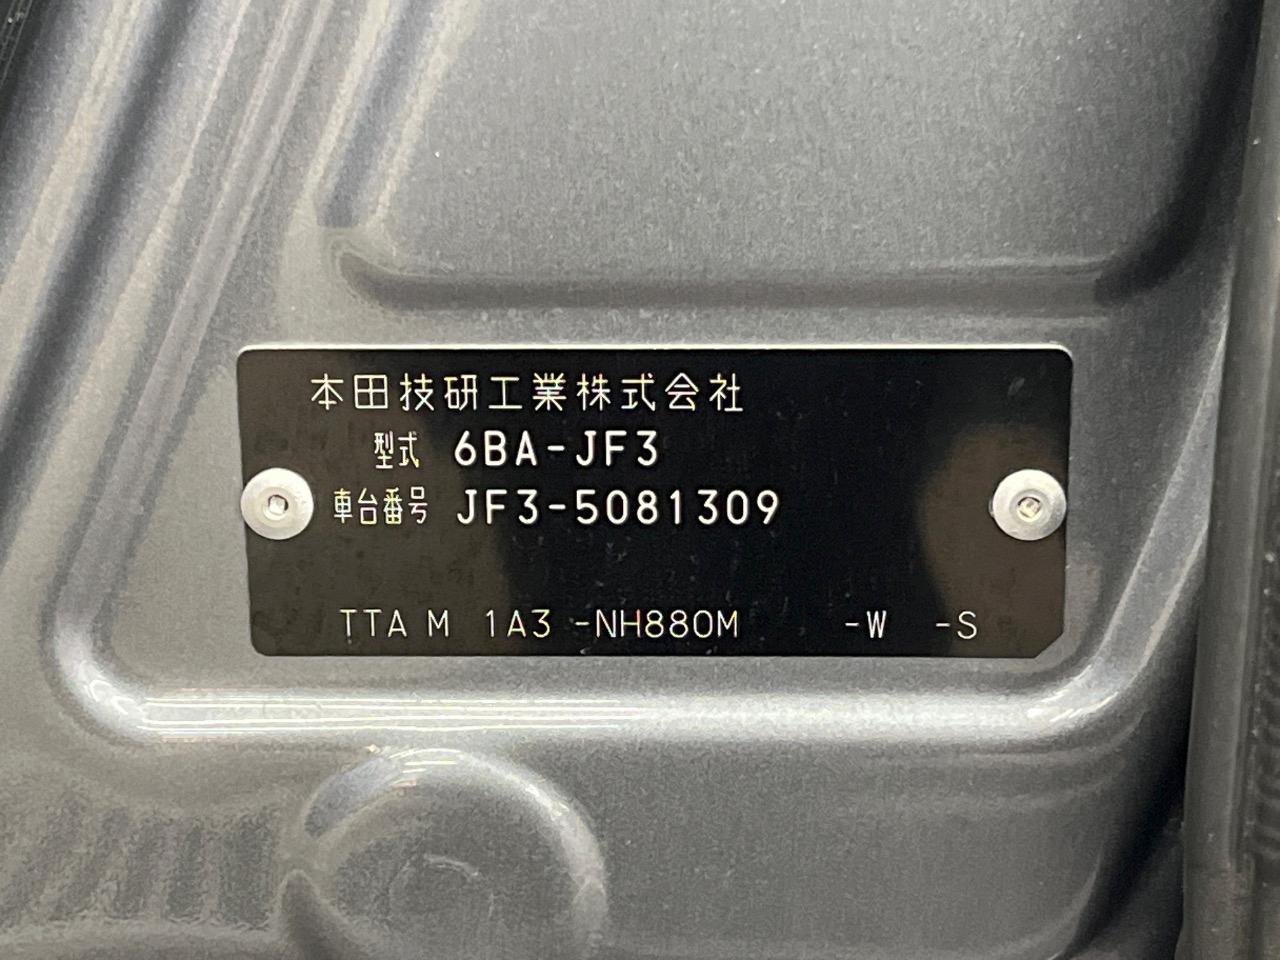 本田技研工業株式会社
型式 6BA-JF3
車台番号 JF3-5081309
TTA M 1A3 -NH880M -W -S